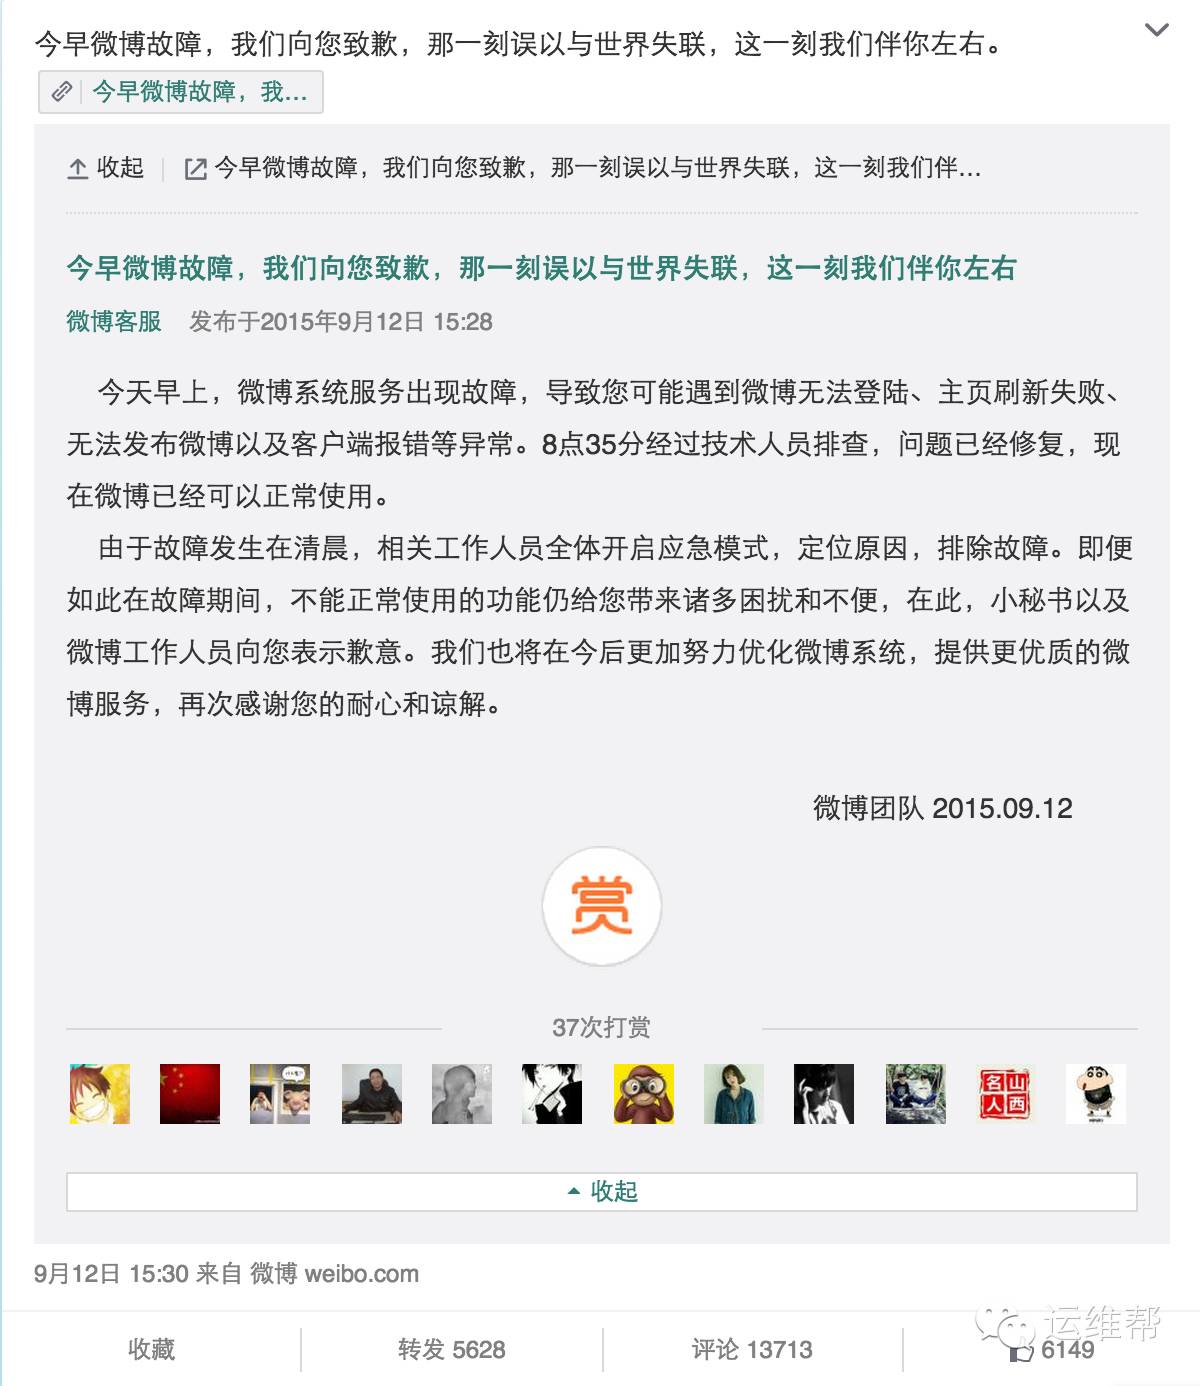 今早微博故障，我们向您致歉，那一刻误以与世界失联，这一刻我们伴你左右。
今早微博故障，我...
收起 今早微博故障，我们向您致歉，那一刻误以与世界失联，这一刻我们伴...
今早微博故障，我们向您致歉，那一刻误以与世界失联，这一刻我们伴你左右
微博客服 发布于2015年9月12日 15:28
今天早上，微博系统服务出现故障，导致您可能遇到微博无法登陆、主页刷新失败、
无法发布微博以及客户端报错等异常。8点35分经过技术人员排查，问题已经修复，现
在微博已经可以正常使用。
由于故障发生在清晨，相关工作人员全体开启应急模式，定位原因，排除故障。即便
如此在故障期间，不能正常使用的功能仍给您带来诸多困扰和不便，在此，小秘书以及
微博工作人员向您表示歉意。我们也将在今后更加努力优化微博系统，提供更优质的微
博服务，再次感谢您的耐心和谅解。
微博团队 2015.09.12
赏
37次打赏
名山
人西
收起
9月12日 15:30 来自 微博 weibo.com
运维帮
收藏 转发 5628 评论 13713 6149